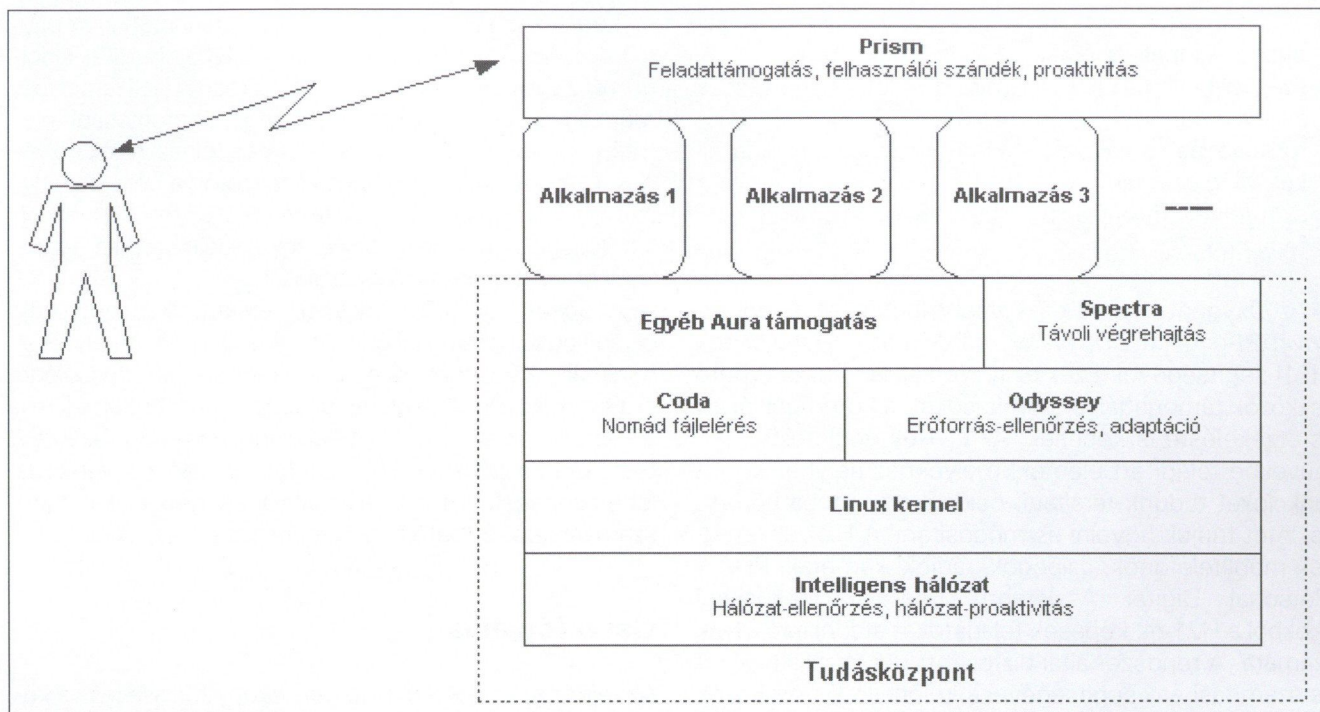 Prism
Feladattámogatás, felhasználói szándék, proaktivitás
Alkalmazás 1
Alkalmazás 2
Alkalmazás 3
Egyéb Aura támogatás
Spectra
Távoli végrehajtás
Coda
Nomád fájlelérés
Odyssey
Erőforrás-ellenőrzés, adaptáció
Linux kernel
Intelligens hálózat
Hálózat-ellenőrzés, hálózat-proaktivitás
Tudásközpont